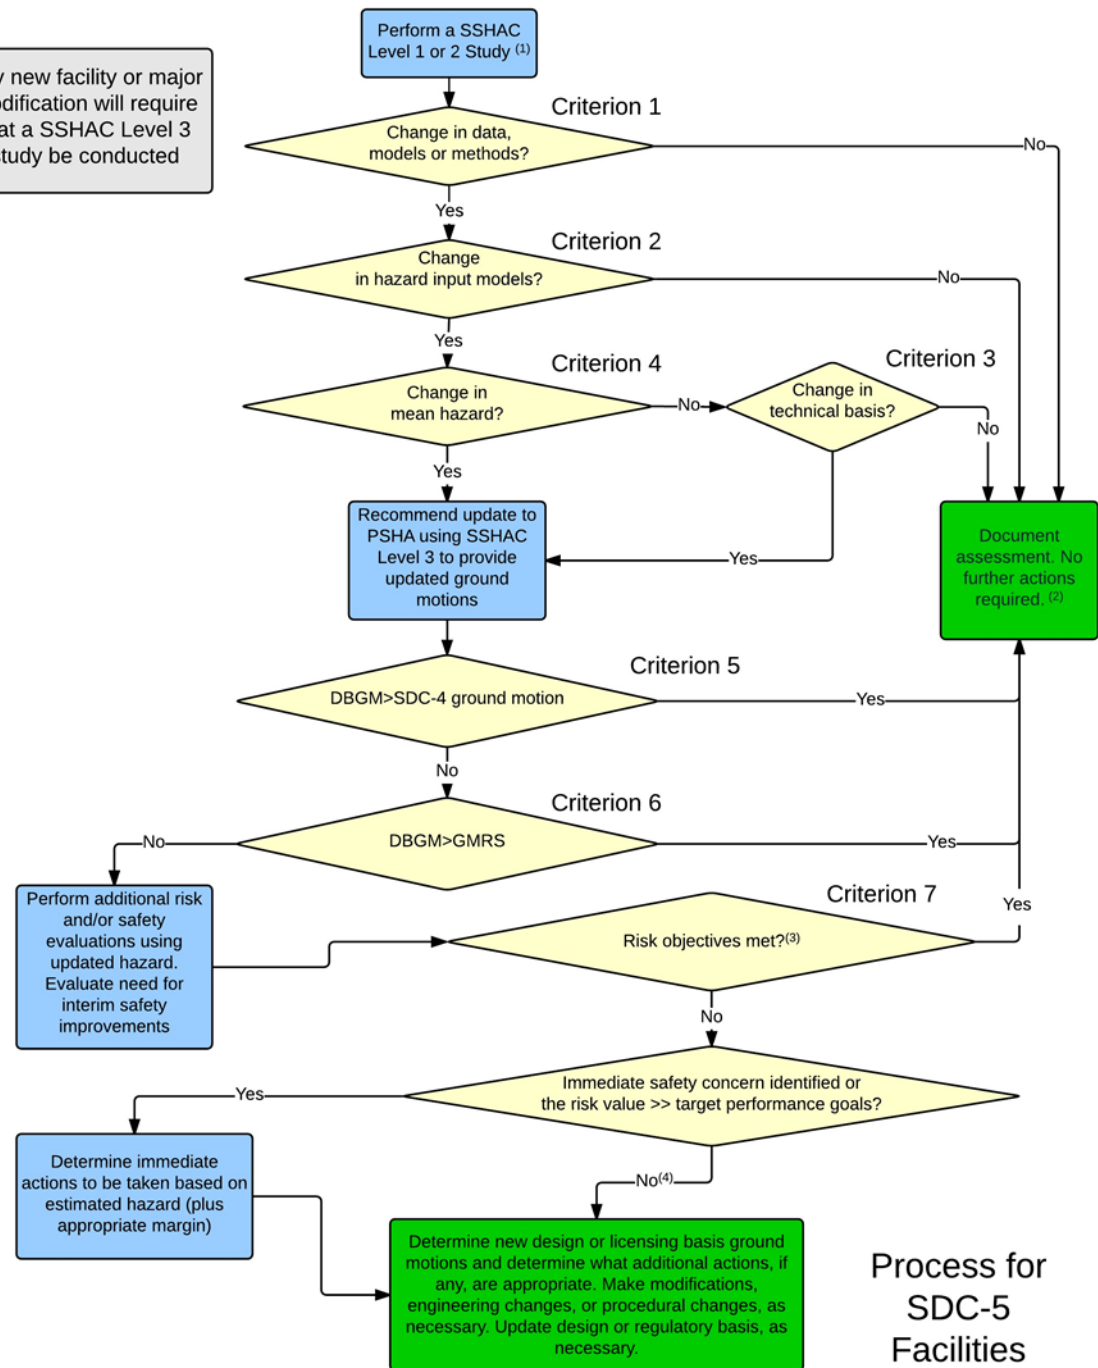 Perform a SSHAC
Level 1 or 2 Study (1)
new facility or major
will require
a SSHAC Level 3
be conducted
Criterion 1
Change in data,
models or methods?
No
Yes
Criterion 2
Change
in hazard input models?
No
Yes
Criterion 4
Change in
mean hazard?
No
Criterion 3
Change in
technical basis?
No
Yes
Recommend update to
PSHA using SSHAC
Level 3 to provide
updated ground
motions
Yes
Document
assessment. No
further actions
required. (2)
Criterion 5
DBGM>SDC-4 ground motion
Yes
No
Criterion 6
DBGM>GMRS
No
Yes
Perform additional risk
and/or safety
evaluations using
updated hazard.
Evaluate need for
interim safety
improvements
Criterion 7
Risk objectives met?(3)
Yes
No
Immediate safety concern identified or
the risk value >> target performance goals?
Yes
Determine immediate
actions to be taken based on
estimated hazard (plus
appropriate margin)
No(4)
Determine new design or licensing basis ground
motions and determine what additional actions, if
any, are appropriate. Make modifications,
engineering changes, or procedural changes, as
necessary. Update design or regulatory basis, as
necessary.
Process for
SDC-5
Facilities